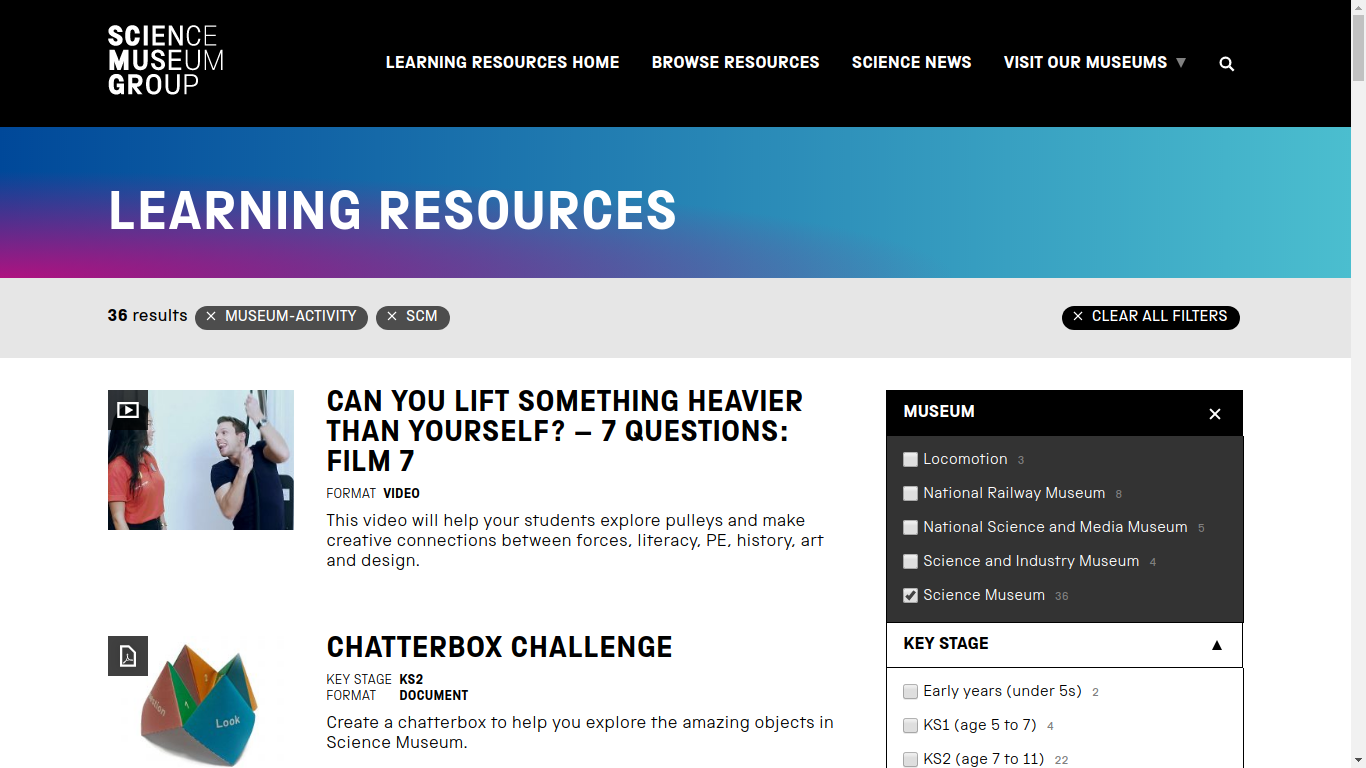 SCIENCE
MUSEUM
GROUP
LEARNING RESOURCES HOME
BROWSE RESOURCES
SCIENCE NEWS
VISIT OUR MUSEUMS ▼
LEARNING RESOURCES
36 results
× MUSEUM-ACTIVITY
× SCM
× CLEAR ALL FILTERS
CAN YOU LIFT SOMETHING HEAVIER
THAN YOURSELF? – 7 QUESTIONS:
FILM 7
FORMAT VIDEO
This video will help your students explore pulleys and make
creative connections between forces, literacy, PE, history, art
and design.
Look
CHATTERBOX CHALLENGE
KEY STAGE KS2
FORMAT DOCUMENT
Create a chatterbox to help you explore the amazing objects in
Science Museum.
MUSEUM ×
Locomotion 3
National Railway Museum 8
National Science and Media Museum 5
Science and Industry Museum 4
Science Museum 36
KEY STAGE ▲
Early years (under 5s) 2
KS1 (age 5 to 7) 4
KS2 (age 7 to 11) 22